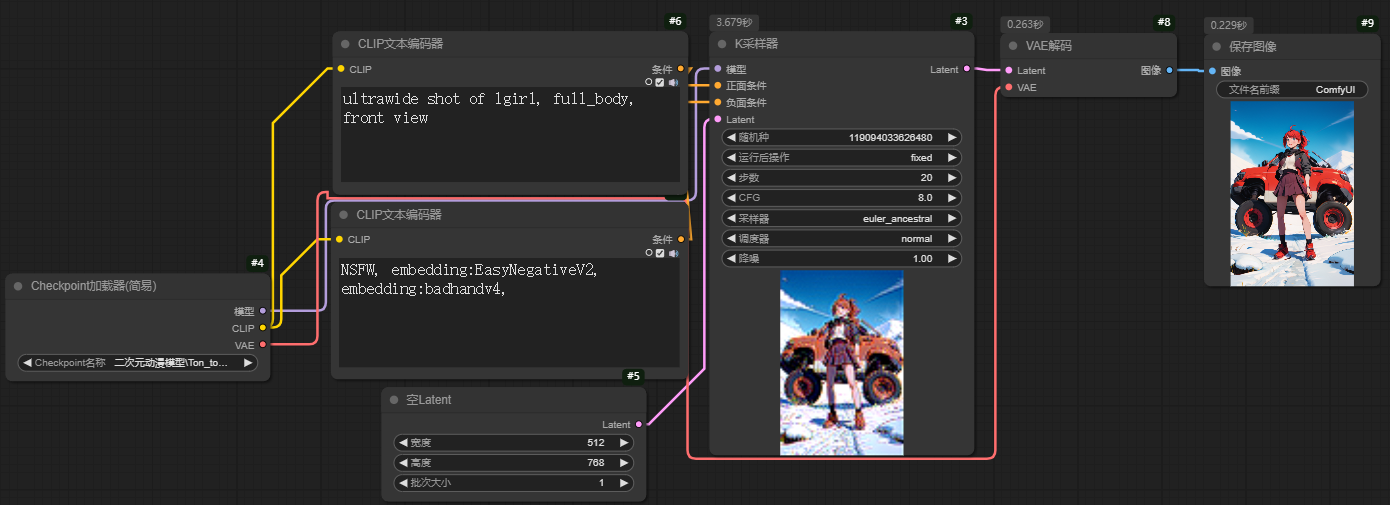 #6
CLIP文本编码器
CLIP
条件
ultrawide shot of 1girl, full_body,
front view
CLIP文本编码器
CLIP
条件
NSFW, embedding:EasyNegativeV2,
embedding:badhandv4,
#4
Checkpoint加载器(简易)
模型
CLIP
VAE
Checkpoint名称 二次元动漫模型\Ton_to...
#5
空Latent
Latent
宽度 512
高度 768
批次大小 1
3.679秒
#3
K采样器
模型
Latent
正面条件
负面条件
Latent
随机种 119094033626480
运行后操作 fixed
步数 20
CFG 8.0
采样器 euler_ancestral
调度器 normal
降噪 1.00
0.263秒
#8
VAE解码
Latent
图像
VAE
0.229秒
#9
保存图像
图像
文件名前缀 ComfyUI